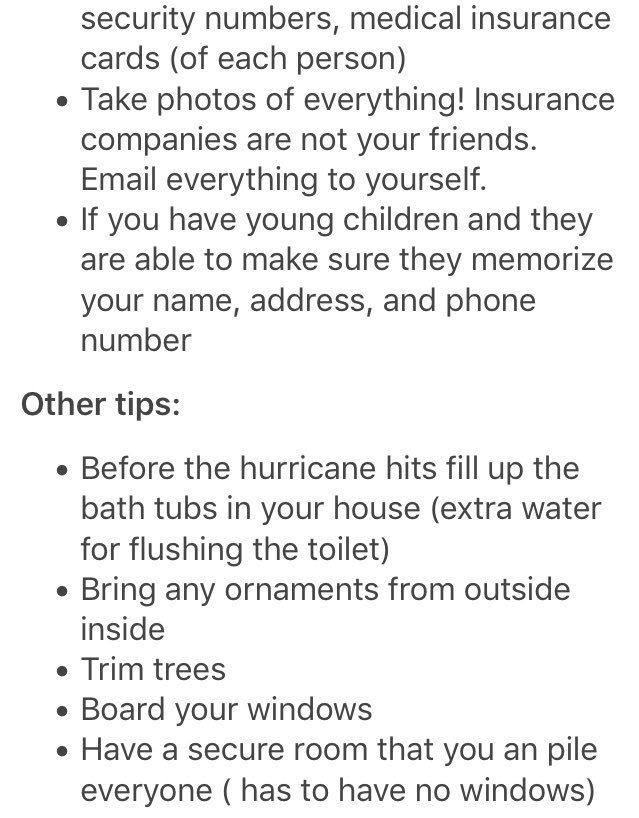 security numbers, medical insurance
cards (of each person)
• Take photos of everything! Insurance
companies are not your friends.
Email everything to yourself.
• If you have young children and they
are able to make sure they memorize
your name, address, and phone
number
Other tips:
• Before the hurricane hits fill up the
bath tubs in your house (extra water
for flushing the toilet)
• Bring any ornaments from outside
inside
• Trim trees
• Board your windows
• Have a secure room that you an pile
everyone ( has to have no windows)